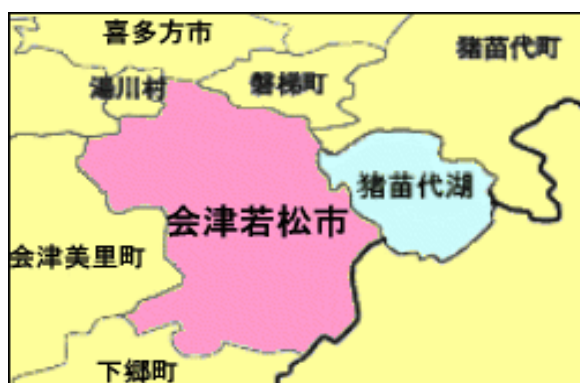 喜多方市
猪苗代町
湯川村
磐梯町
猪苗代湖
会津若松市
会津美里町
下郷町